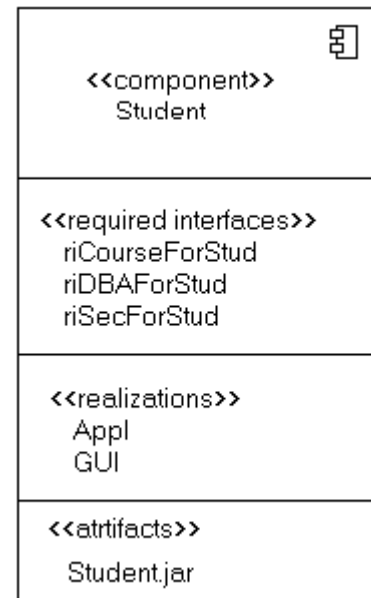 <<component>>
Student
<<required interfaces>>
riCourseForStud
riDBAForStud
riSecForStud
<<realizations>>
Appl
GUI
<<atrtifacts>>
Student.jar